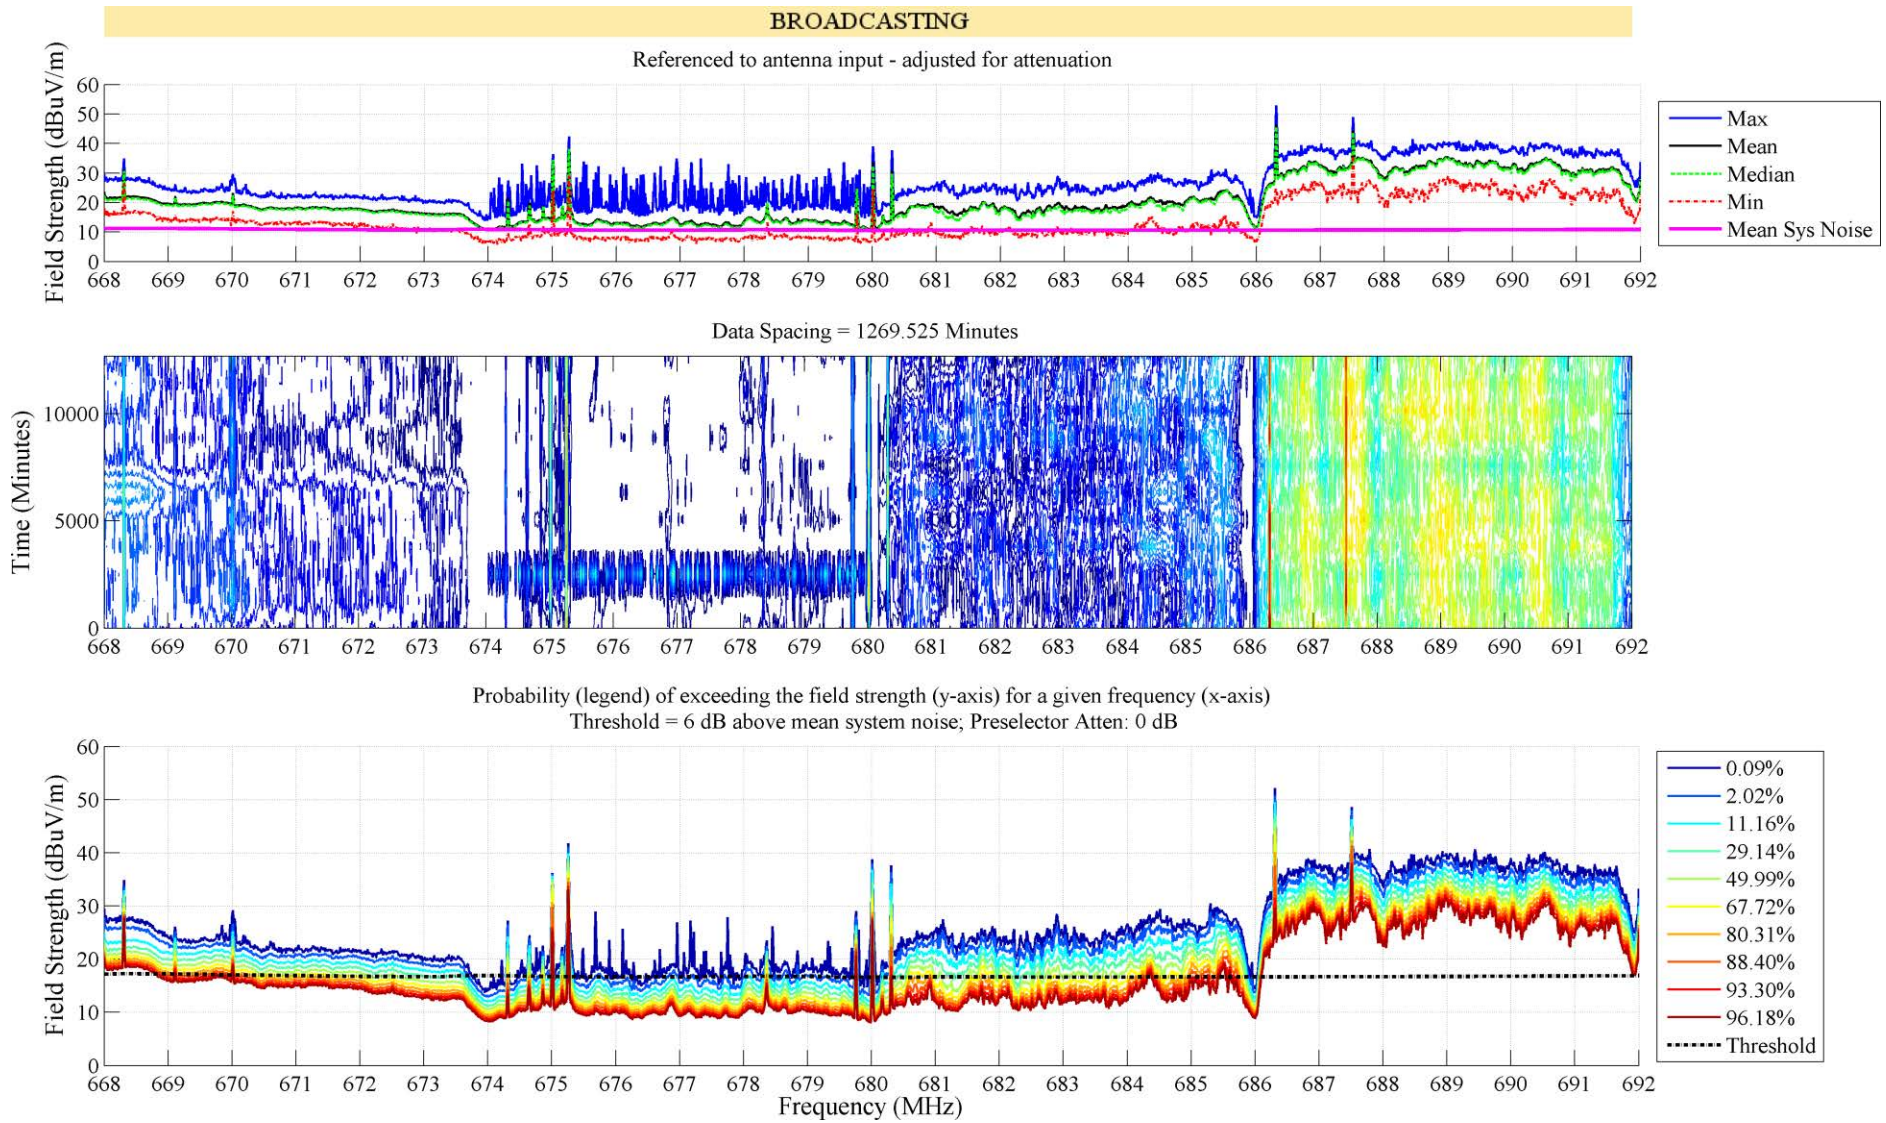 BROADCASTING
Referenced to antenna input - adjusted for attenuation
Field Strength (dBuV/m)
60
50
40
30
20
10
0
668 669 670 671 672 673 674 675 676 677 678 679 680 681 682 683 684 685 686 687 688 689 690 691 692
Max
Mean
Median
Min
Mean Sys Noise
Data Spacing = 1269.525 Minutes
Time (Minutes)
10000
5000
0
668 669 670 671 672 673 674 675 676 677 678 679 680 681 682 683 684 685 686 687 688 689 690 691 692
Probability (legend) of exceeding the field strength (y-axis) for a given frequency (x-axis)
Threshold = 6 dB above mean system noise; Preselector Atten: 0 dB
Field Strength (dBuV/m)
60
50
40
30
20
10
0
668 669 670 671 672 673 674 675 676 677 678 679 680 681 682 683 684 685 686 687 688 689 690 691 692
Frequency (MHz)
0.09%
2.02%
11.16%
29.14%
49.99%
67.72%
80.31%
88.40%
93.30%
96.18%
Threshold